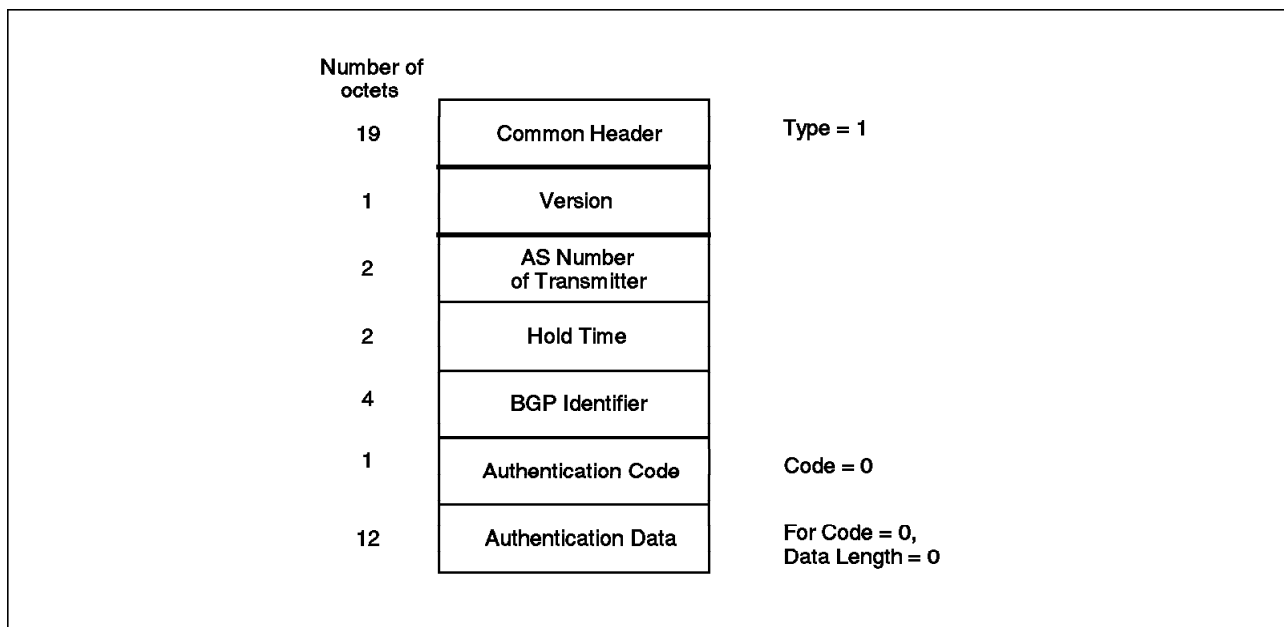 Number of
octets
19 Common Header Type = 1
1 Version
2 AS Number
of Transmitter
2 Hold Time
4 BGP Identifier
1 Authentication Code Code = 0
12 Authentication Data For Code = 0,
Data Length = 0